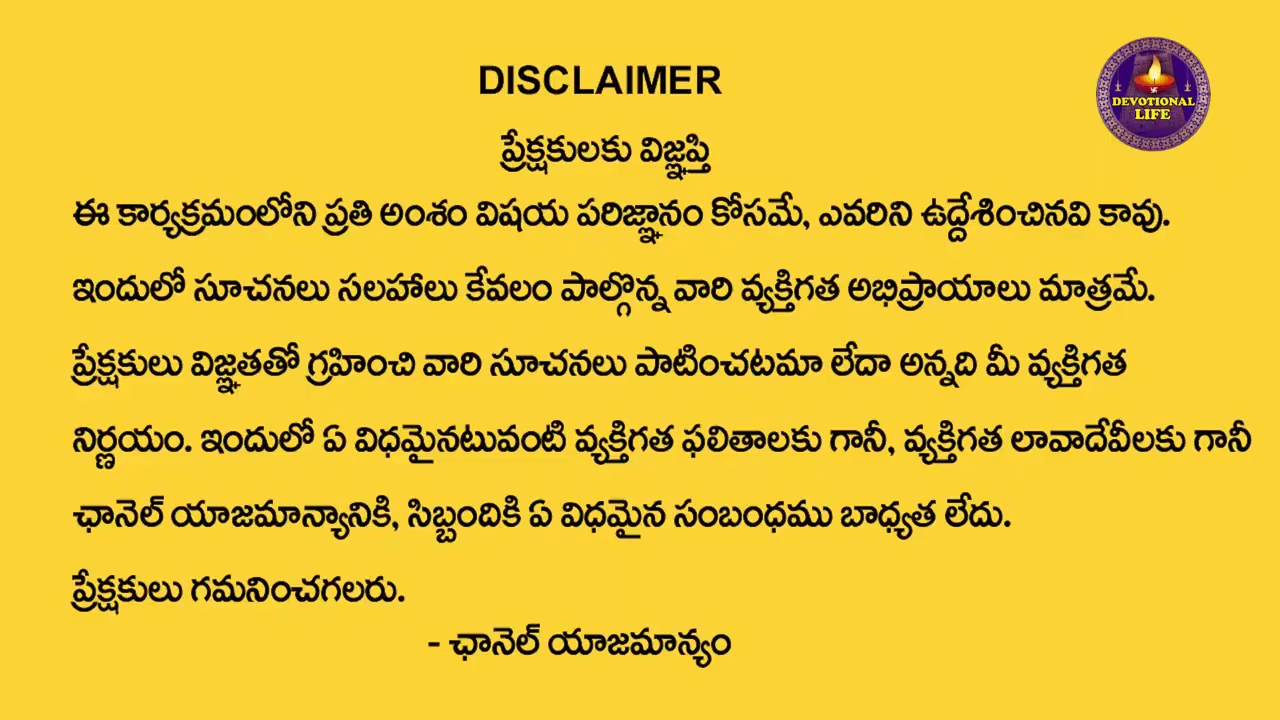 DISCLAIMER
DEVOTIONAL
LIFE
ప్రేక్షకులకు విజ్ఞప్తి
ఈ కార్యక్రమంలోని ప్రతి అంశం విషయ పరిజ్ఞానం కోసమే, ఎవరిని ఉద్దేశించినవి కావు.
ఇందులో సూచనలు సలహాలు కేవలం పాల్గొన్న వారి వ్యక్తిగత అభిప్రాయాలు మాత్రమే.
ప్రేక్షకులు విజ్ఞతతో గ్రహించి వారి సూచనలు పాటించటమా లేదా అన్నది మీ వ్యక్తిగత
నిర్ణయం. ఇందులో ఏ విధమైనటువంటి వ్యక్తిగత ఫలితాలకు గానీ, వ్యక్తిగత లావాదేవీలకు గానీ
ఛానెల్ యాజమాన్యానికి, సిబ్బందికి ఏ విధమైన సంబంధము బాధ్యత లేదు.
ప్రేక్షకులు గమనించగలరు.
- ఛానెల్ యాజమాన్యం